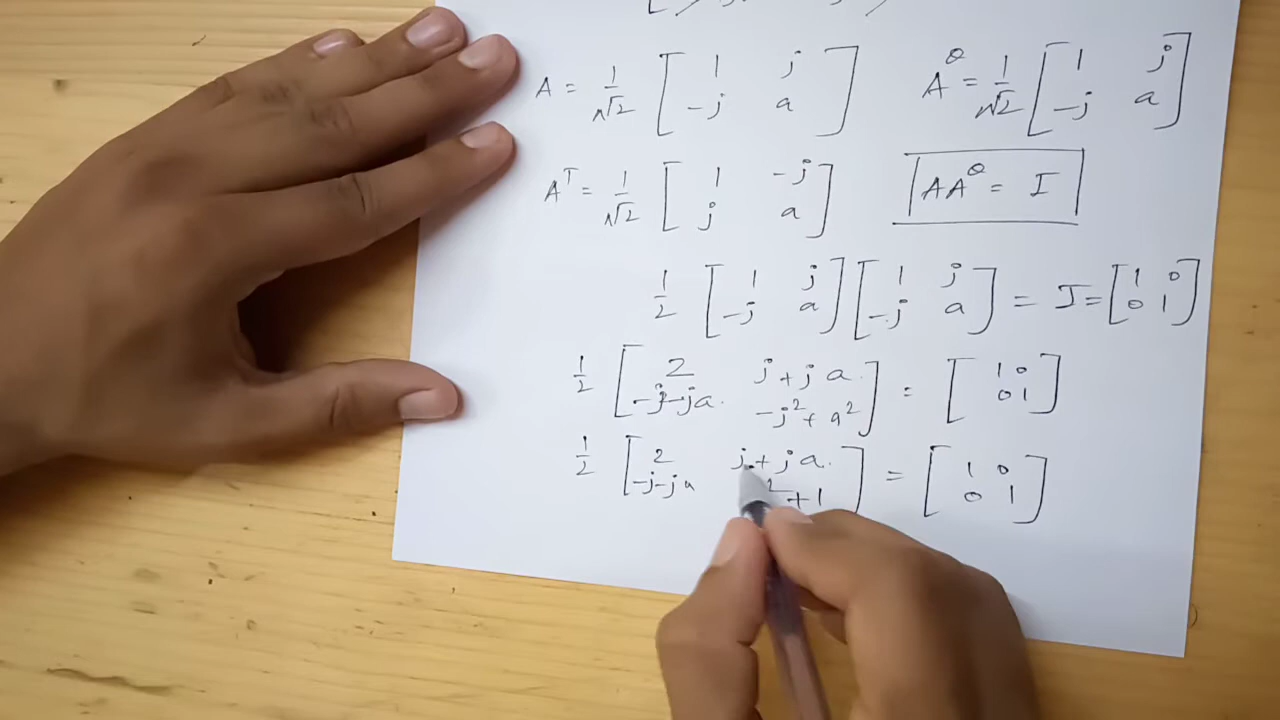 A = 1/√2 [ 1 j ; -j a ] A^θ = 1/√2 [ 1 j ; -j a ]
A^T = 1/√2 [ 1 -j ; j a ] AA^θ = I
1/2 [ 1 j ; -j a ] [ 1 j ; -j a ] = I = [ 1 0 ; 0 1 ]
1/2 [ 2 j+ja ; -j-ja. -j²+a² ] = [ 1 0 ; 0 1 ]
1/2 [ 2 j+ja. ; -j-ja ²+1 ] = [ 1 0 ; 0 1 ]